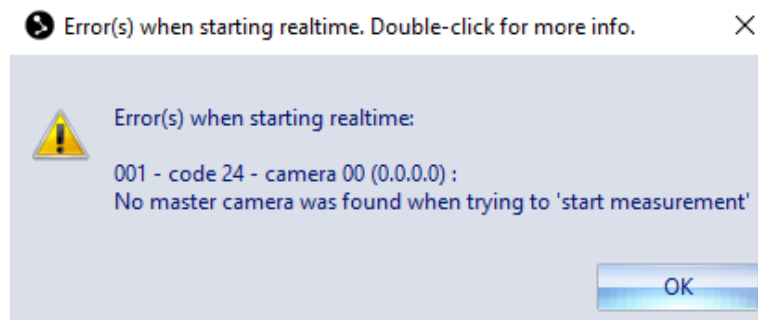 Error(s) when starting realtime. Double-click for more info.
Error(s) when starting realtime:
001 - code 24 - camera 00 (0.0.0.0) :
No master camera was found when trying to 'start measurement'
OK